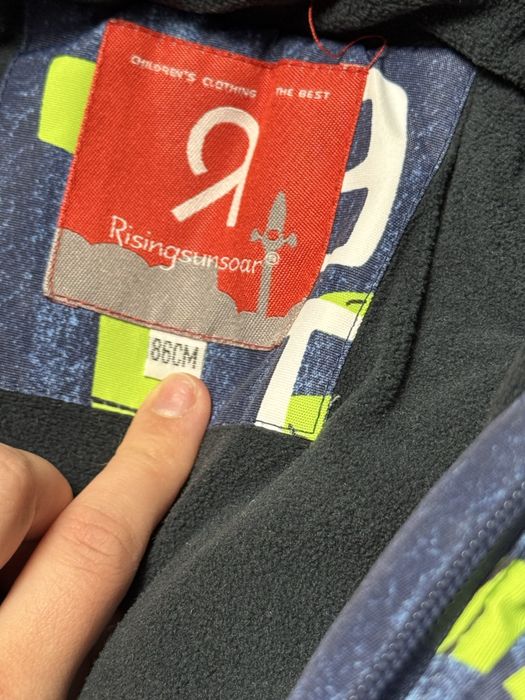 CHILDREN'S CLOTHING THE BEST
Risingsunsoar®
86CM